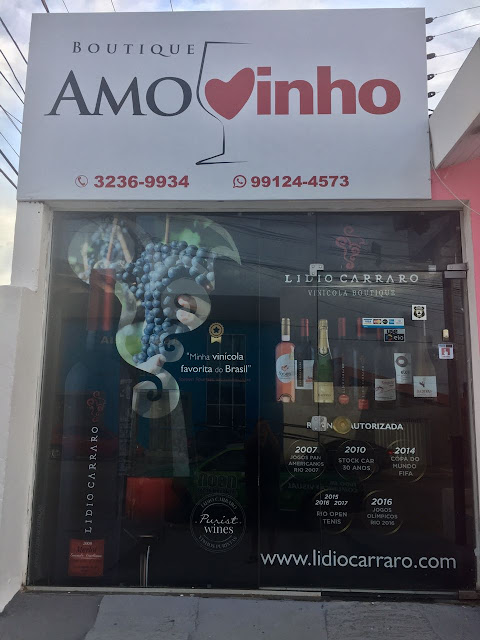 BOUTIQUE
AMO vinho
3236-9934
99124-4573
LIDIO CARRARO
VINÍCOLA BOUTIQUE
"Minha vinícola
favorita do Brasil"
LIDIO CARRARO
AUTORIZADA
2007
JOGOS PAN
AMERICANOS
RIO 2007
2010
STOCK CAR
30 ANOS
2014
COPA DO
MUNDO
FIFA
2015
2016 2017
RIO OPEN
TENIS
2016
JOGOS
OLÍMPICOS
RIO 2016
Purist
wines
www.lidiocarraro.com